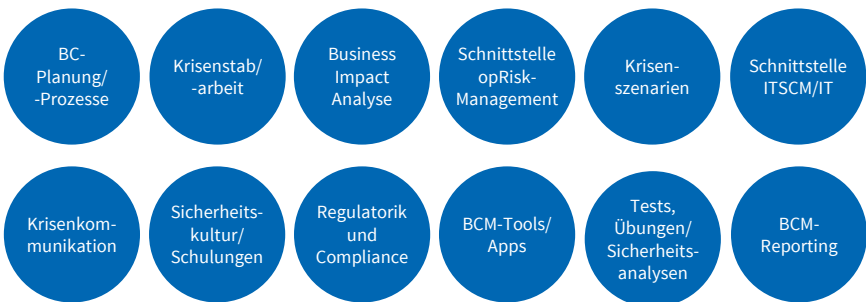 BC-
Planung/
-Prozesse
Krisenstab/
-arbeit
Business
Impact
Analyse
Schnittstelle
opRisk-
Management
Krisen-
szenarien
Schnittstelle
ITSCM/IT
Krisenkom-
munikation
Sicherheits-
kultur/
Schulungen
Regulatorik
und
Compliance
BCM-Tools/
Apps
Tests,
Übungen/
Sicherheits-
analysen
BCM-
Reporting